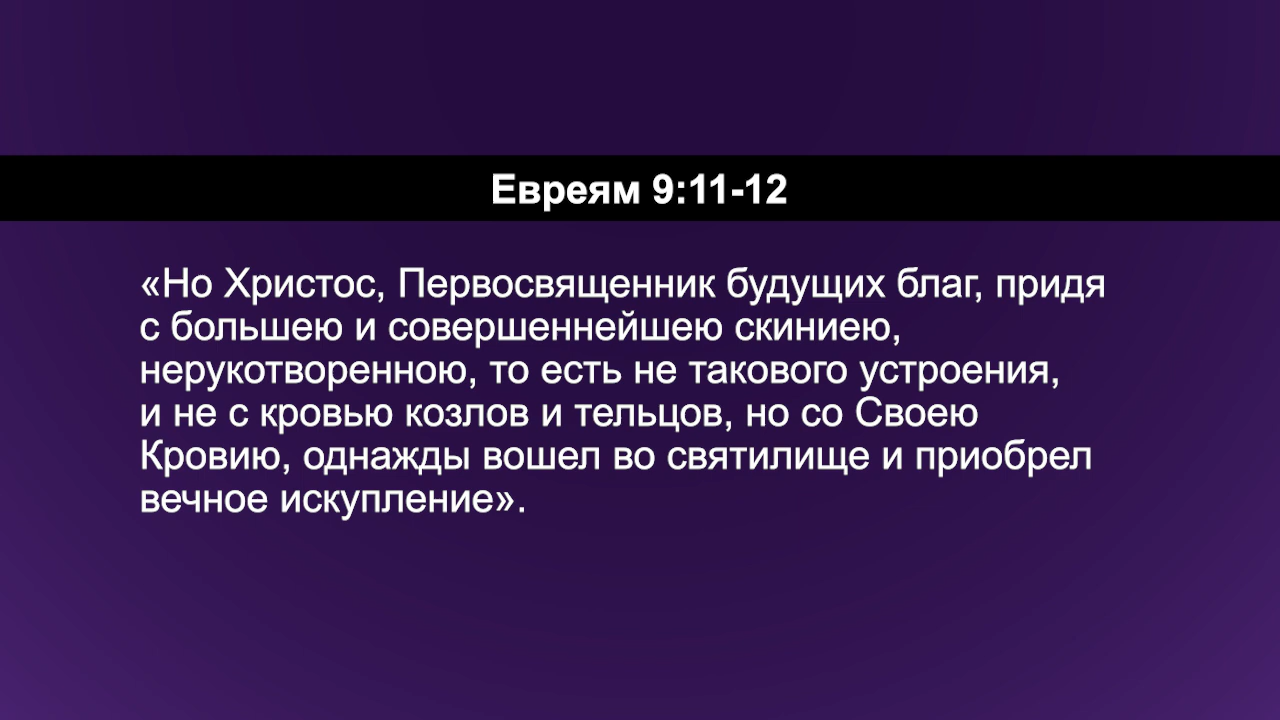 Евреям 9:11-12
«Но Христос, Первосвященник будущих благ, придя
с большею и совершеннейшею скиниею,
нерукотворенною, то есть не такового устроения,
и не с кровью козлов и тельцов, но со Своею
Кровию, однажды вошел во святилище и приобрел
вечное искупление».